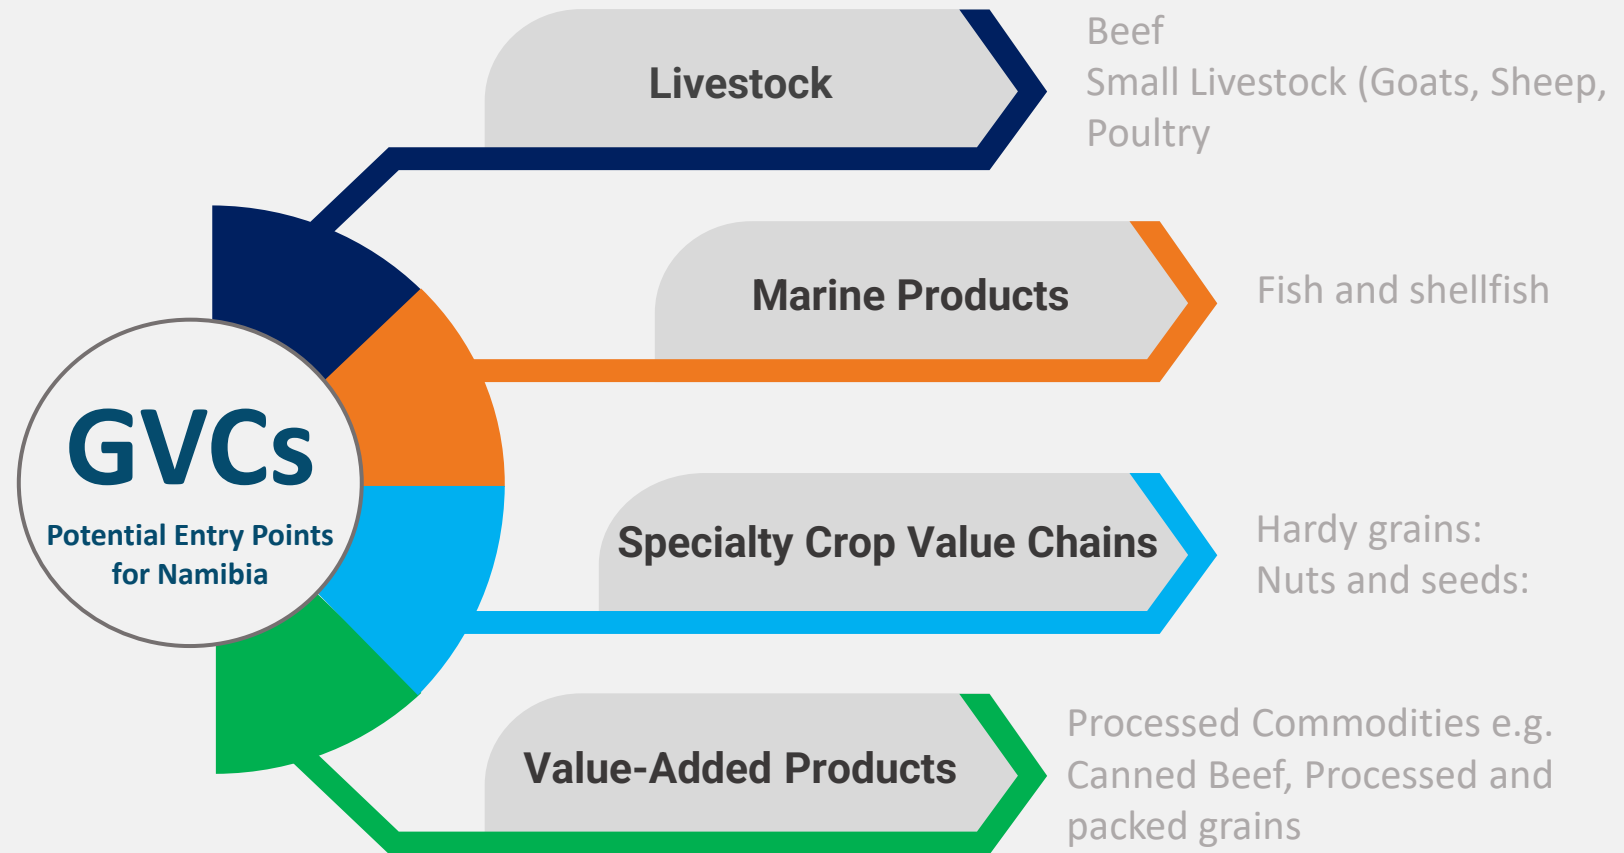 Livestock
Beef
Small Livestock (Goats, Sheep,
Poultry
Marine Products
Fish and shellfish
GVCs
Potential Entry Points
for Namibia
Specialty Crop Value Chains
Hardy grains:
Nuts and seeds:
Value-Added Products
Processed Commodities e.g.
Canned Beef, Processed and
packed grains